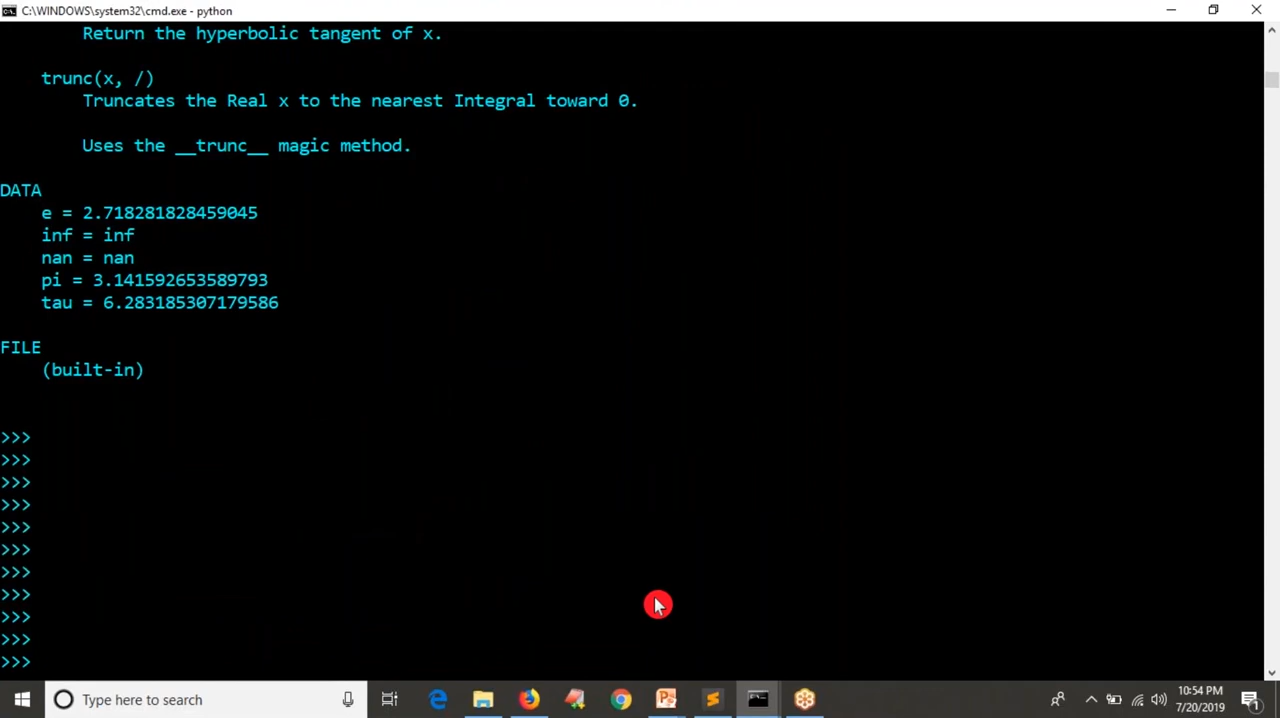 C:\WINDOWS\system32\cmd.exe - python
Return the hyperbolic tangent of x.
trunc(x, /)
Truncates the Real x to the nearest Integral toward 0.
Uses the __trunc__ magic method.
DATA
e = 2.718281828459045
inf = inf
nan = nan
pi = 3.141592653589793
tau = 6.283185307179586
FILE
(built-in)
>>>
>>>
>>>
>>>
>>>
>>>
>>>
>>>
>>>
>>>
>>>
Type here to search
10:54 PM
7/20/2019
1